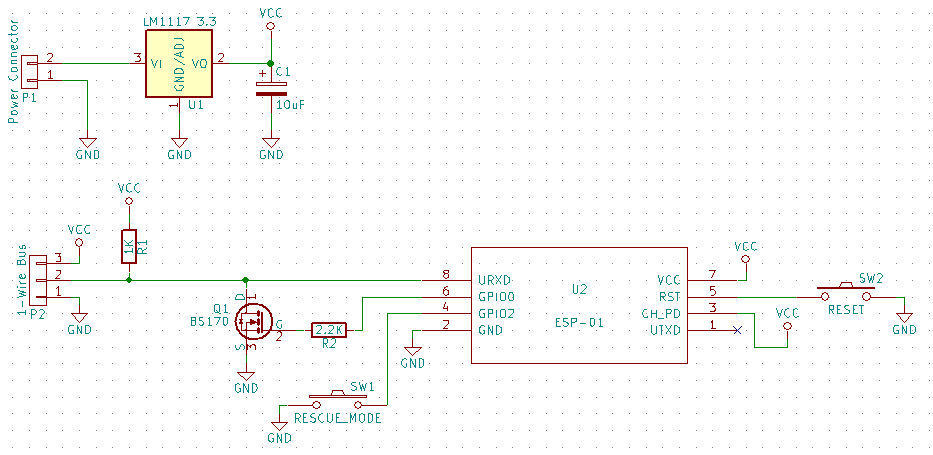 Power Connector
P1
2
1
GND
LM1117 3.3
3
VI
GND/ADJ
VO
2
1
U1
GND
VCC
C1
+
10uF
GND
1-Wire Bus
P2
3
2
1
VCC
GND
VCC
1K
R1
Q1
BS170
D
1
G
2
S
3
GND
2.2K
R2
SW1
RESCUE_MODE
GND
8
6
4
2
GND
URXD
GPIO0
GPIO2
GND
U2
ESP-01
VCC
RST
CH_PD
UTXD
7
5
3
1
VCC
VCC
SW2
RESET
GND